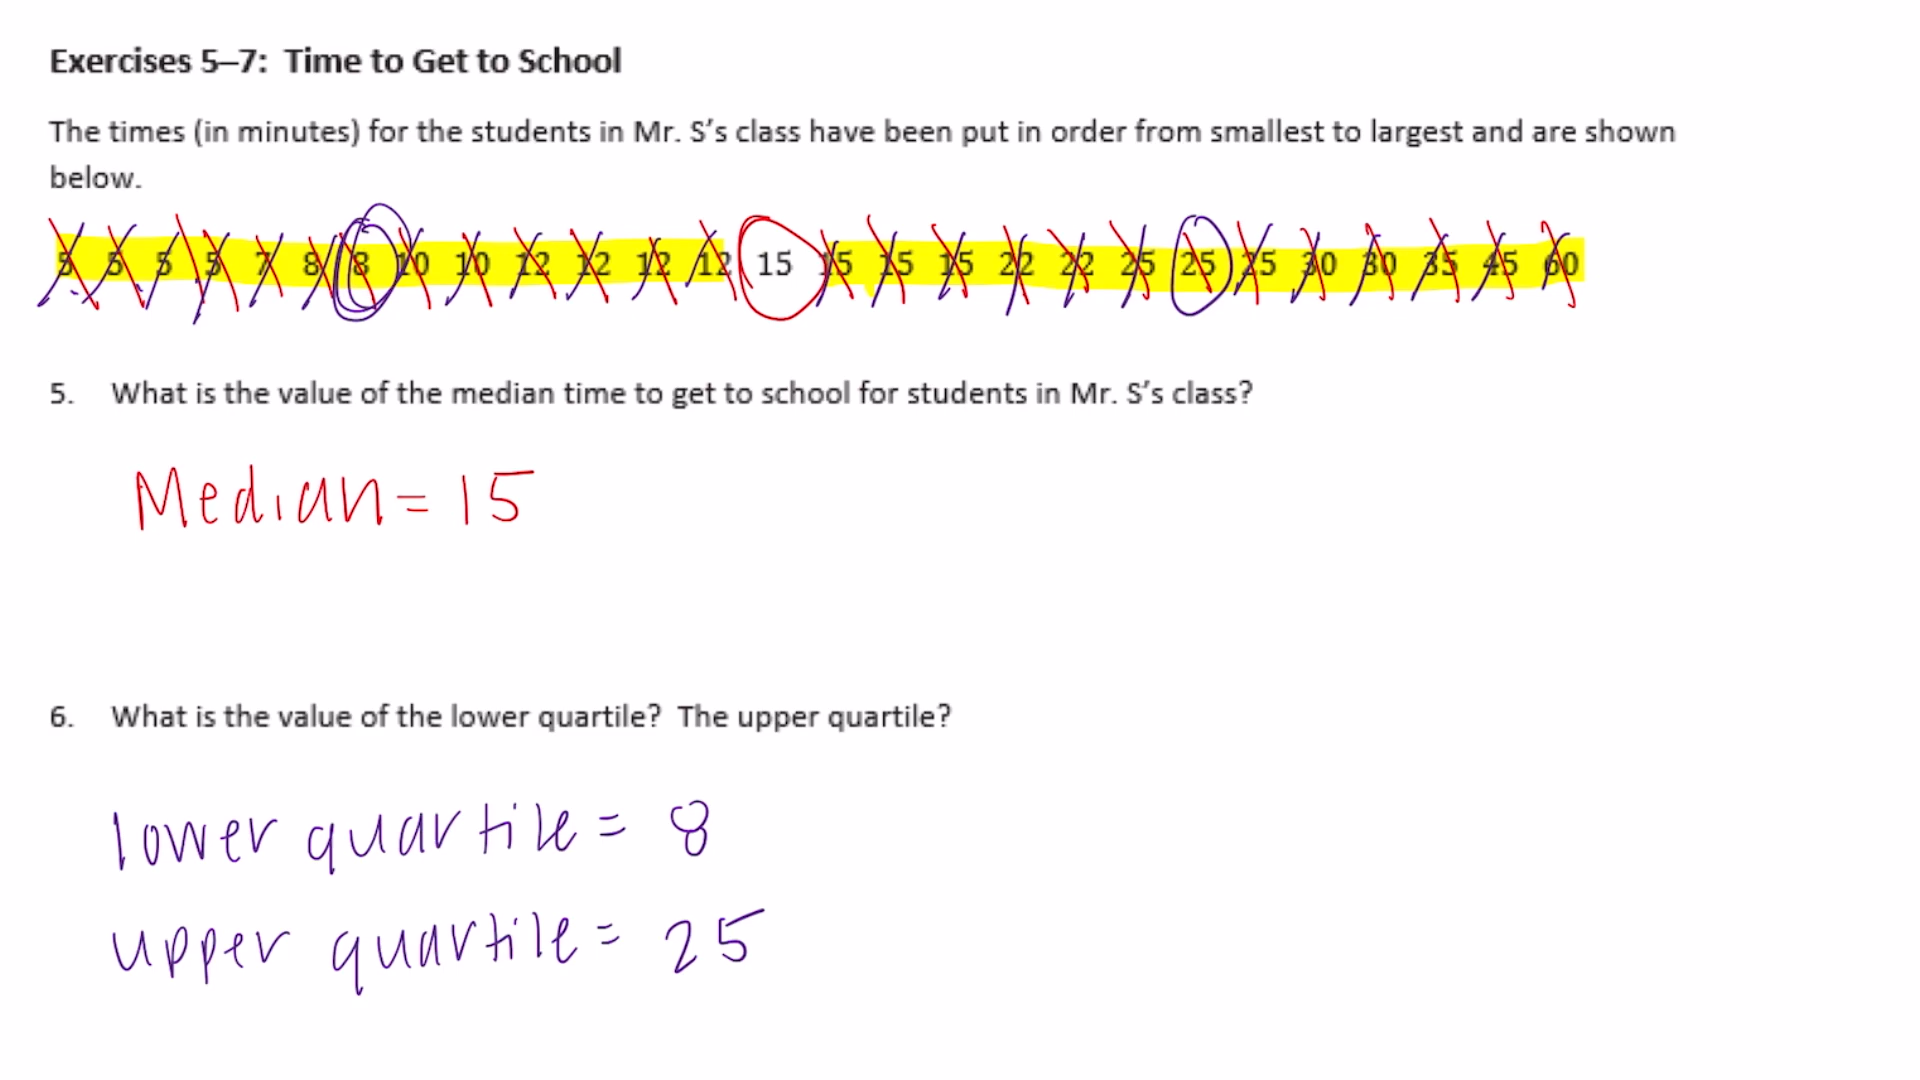 Exercises 5–7:  Time to Get to School
The times (in minutes) for the students in Mr. S’s class have been put in order from smallest to largest and are shown
below.
5 5 5 5 7 8 8 10 10 12 12 12 12 15 15 15 15 22 22 25 25 25 30 30 35 45 60
5. What is the value of the median time to get to school for students in Mr. S’s class?
Median = 15
6. What is the value of the lower quartile?  The upper quartile?
lower quartile = 8
upper quartile = 25